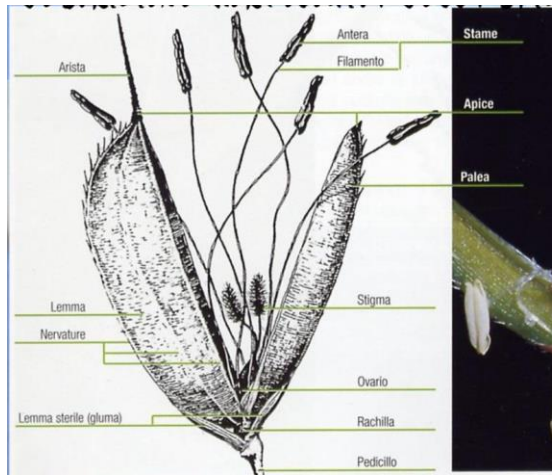 Antera
Stame
Filamento
Arista
Apice
Palea
Lemma
Stigma
Nervature
Ovario
Lemma sterile (gluma)
Rachilla
Pedicillo